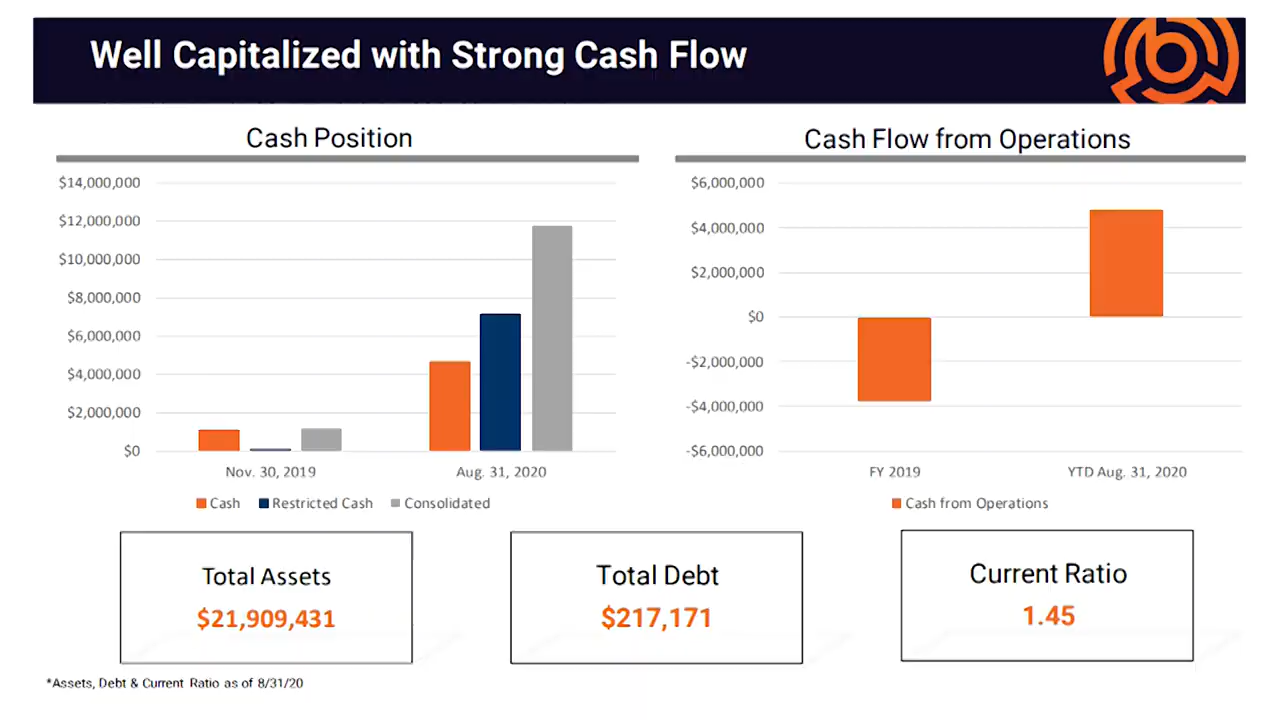 Well Capitalized with Strong Cash Flow
Cash Position
$14,000,000
$12,000,000
$10,000,000
$8,000,000
$6,000,000
$4,000,000
$2,000,000
$0
Nov. 30, 2019
Aug. 31, 2020
Cash
Restricted Cash
Consolidated
Cash Flow from Operations
$6,000,000
$4,000,000
$2,000,000
$0
-$2,000,000
-$4,000,000
-$6,000,000
FY 2019
YTD Aug. 31, 2020
Cash from Operations
Total Assets
$21,909,431
Total Debt
$217,171
Current Ratio
1.45
*Assets, Debt & Current Ratio as of 8/31/20